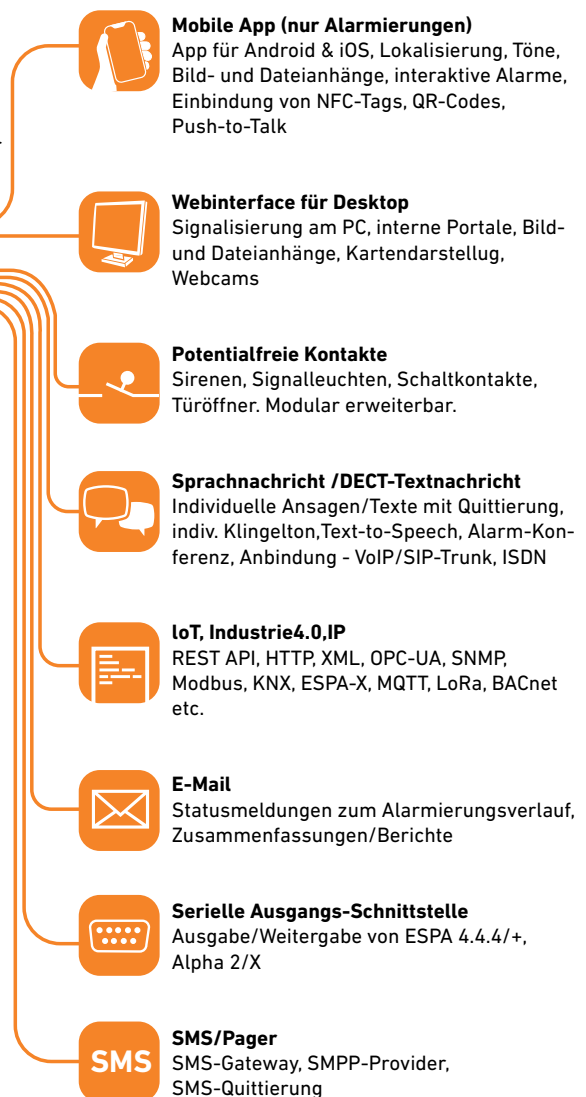 Mobile App (nur Alarmierungen)
App für Android & iOS, Lokalisierung, Töne,
Bild- und Dateianhänge, interaktive Alarme,
Einbindung von NFC-Tags, QR-Codes,
Push-to-Talk
Webinterface für Desktop
Signalisierung am PC, interne Portale, Bild-
und Dateianhänge, Kartendarstellug,
Webcams
Potentialfreie Kontakte
Sirenen, Signalleuchten, Schaltkontakte,
Türöffner. Modular erweiterbar.
Sprachnachricht /DECT-Textnachricht
Individuelle Ansagen/Texte mit Quittierung,
indiv. Klingelton,Text-to-Speech, Alarm-Kon-
ferenz, Anbindung - VoIP/SIP-Trunk, ISDN
loT, Industrie4.0,IP
REST API, HTTP, XML, OPC-UA, SNMP,
Modbus, KNX, ESPA-X, MQTT, LoRa, BACnet
etc.
E-Mail
Statusmeldungen zum Alarmierungsverlauf,
Zusammenfassungen/Berichte
Serielle Ausgangs-Schnittstelle
Ausgabe/Weitergabe von ESPA 4.4.4/+,
Alpha 2/X
SMS
SMS/Pager
SMS-Gateway, SMPP-Provider,
SMS-Quittierung